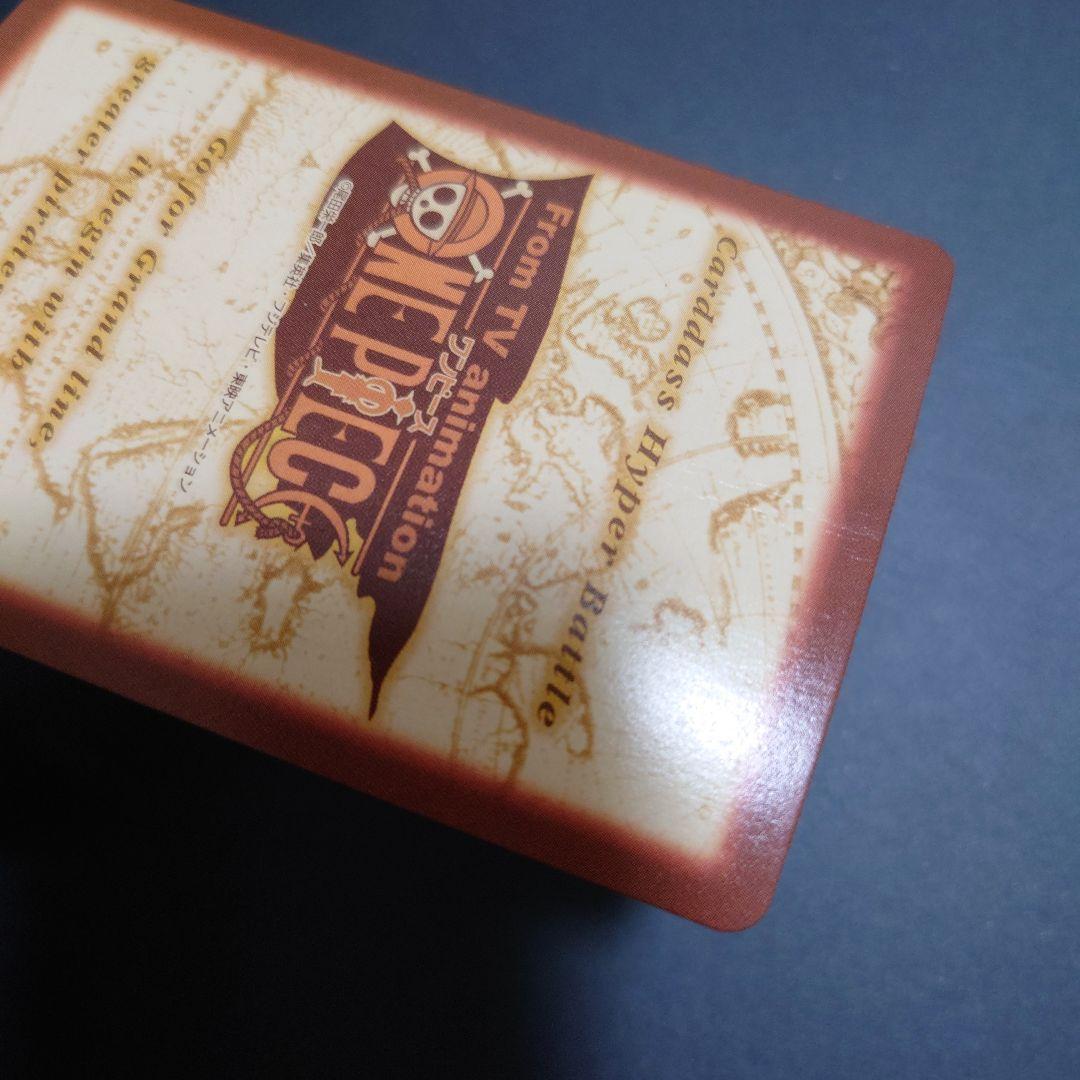 Carddass Hyper Battle
From TV animation
ONE PIECE
ワンピース
©尾田栄一郎/集英社・フジテレビ・東映アニメーション
Go for Grand line,
it begin with
greater pirates